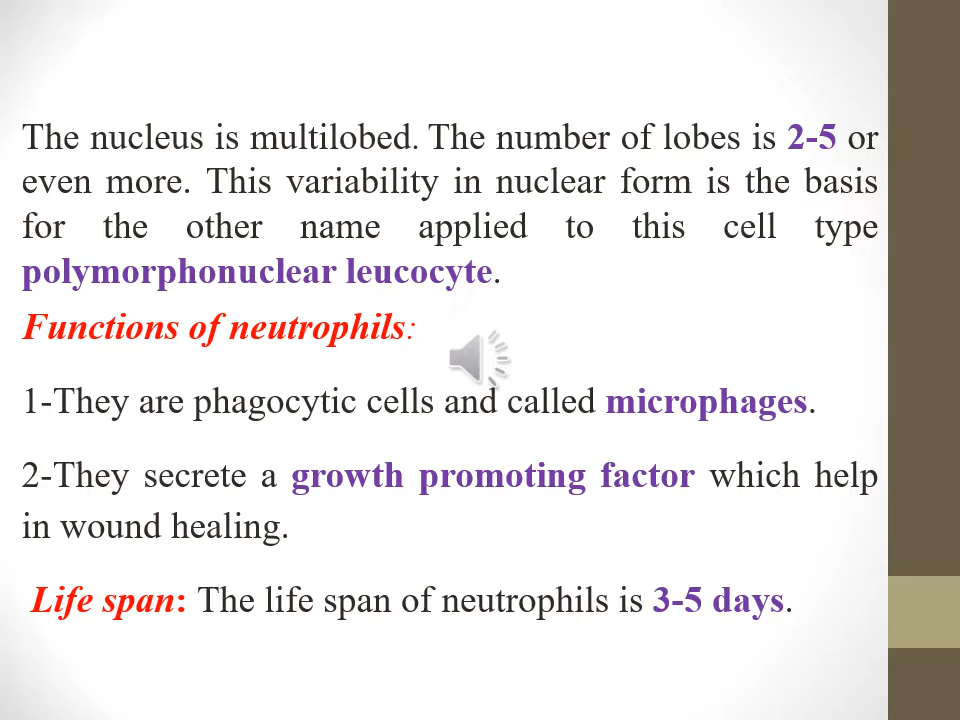 The nucleus is multilobed. The number of lobes is 2-5 or
even more. This variability in nuclear form is the basis
for the other name applied to this cell type
polymorphonuclear leucocyte.
Functions of neutrophils:
1-They are phagocytic cells and called microphages.
2-They secrete a growth promoting factor which help
in wound healing.
Life span: The life span of neutrophils is 3-5 days.